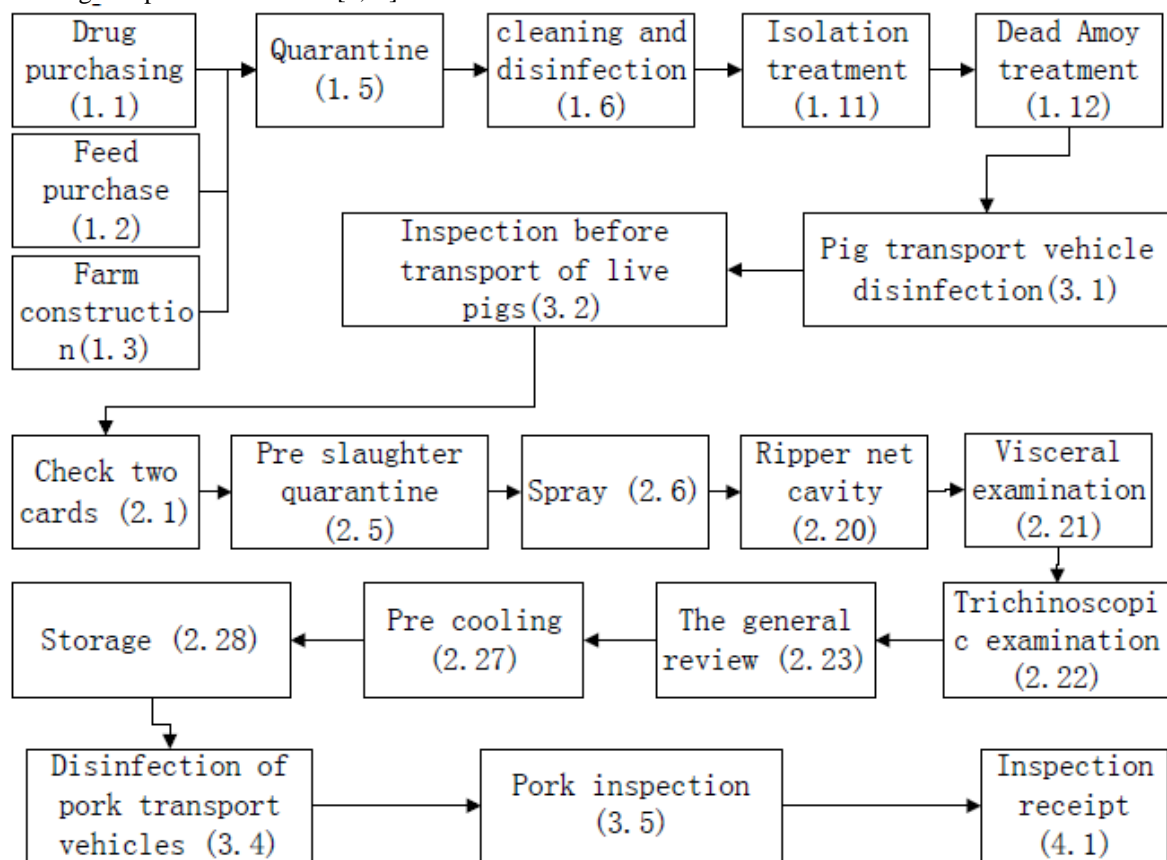 Drug
purchasing
(1.1)
Quarantine
(1.5)
cleaning and
disinfection
(1.6)
Isolation
treatment
(1.11)
Dead Amoy
treatment
(1.12)
Feed
purchase
(1.2)
Farm
constructio
n(1.3)
Inspection before
transport of live
pigs(3.2)
Pig transport vehicle
disinfection(3.1)
Check two
cards (2.1)
Pre slaughter
quarantine
(2.5)
Spray (2.6)
Ripper net
cavity
(2.20)
Visceral
examination
(2.21)
Storage (2.28)
Pre cooling
(2.27)
The general
review (2.23)
Trichinoscopi
c examination
(2.22)
Disinfection of
pork transport
vehicles (3.4)
Pork inspection
(3.5)
Inspection
receipt
(4.1)